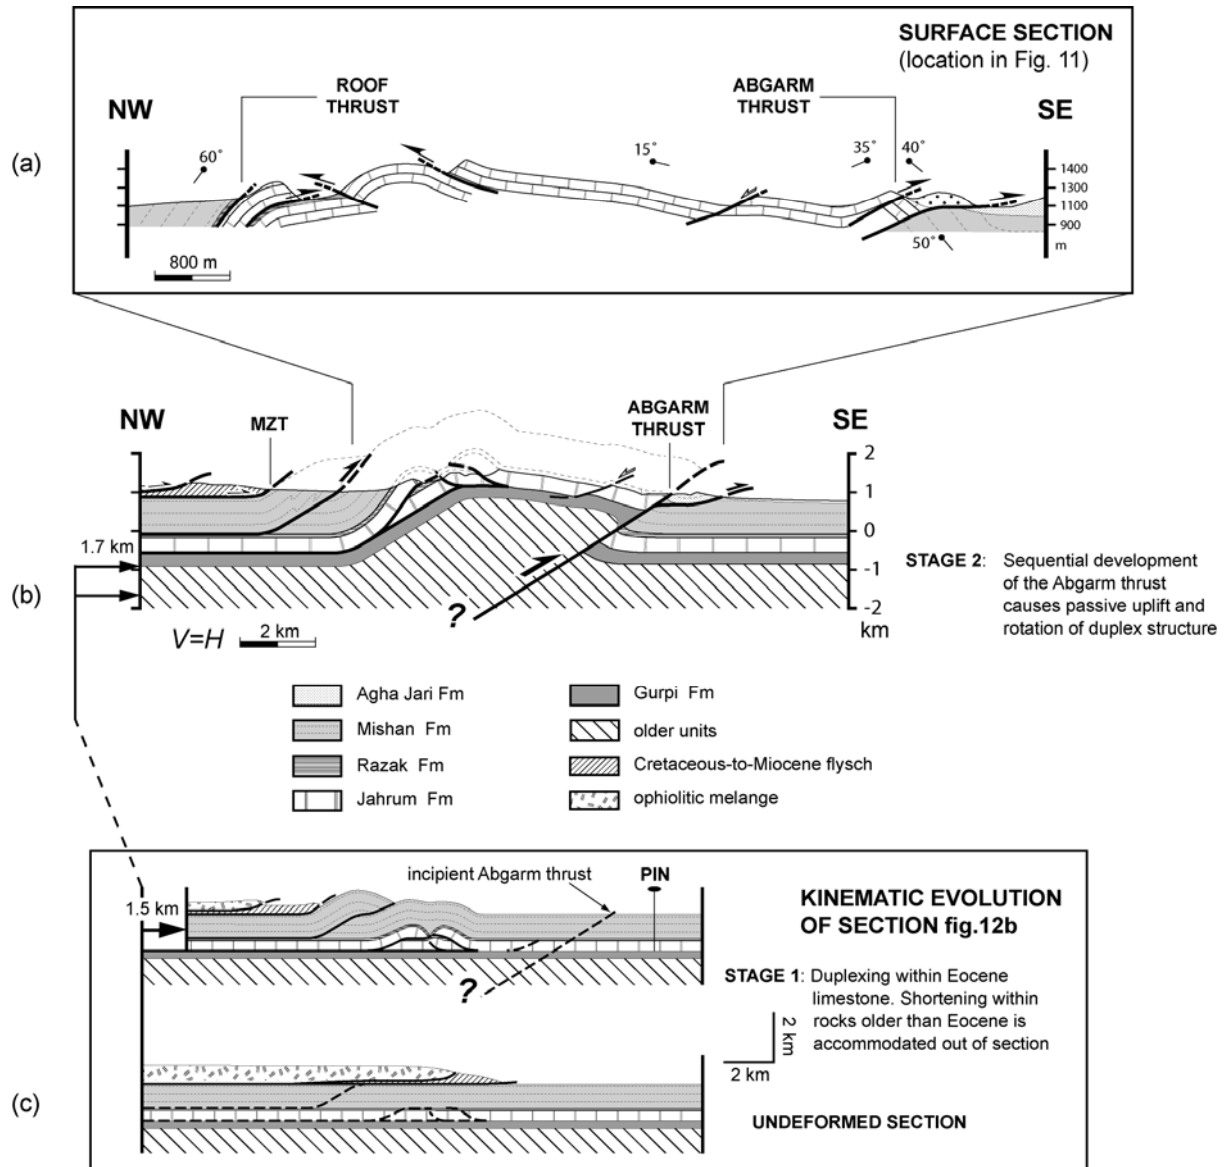 SURFACE SECTION
(location in Fig. 11)
ROOF
THRUST
ABGARM
THRUST
NW
SE
(a)
60°
15°
35°
40°
50°
1400
1300
1100
900
m
800 m
NW
MZT
ABGARM
THRUST
SE
2
1
0
-1
-2
km
1.7 km
(b)
?
V=H
2 km
STAGE 2: Sequential development
of the Abgarm thrust
causes passive uplift and
rotation of duplex structure
Agha Jari Fm
Mishan Fm
Razak Fm
Jahrum Fm
Gurpi Fm
older units
Cretaceous-to-Miocene flysch
ophiolitic melange
incipient Abgarm thrust
PIN
1.5 km
?
KINEMATIC EVOLUTION
OF SECTION fig.12b
STAGE 1: Duplexing within Eocene
limestone. Shortening within
rocks older than Eocene is
accommodated out of section
2 km
2 km
(c)
UNDEFORMED SECTION